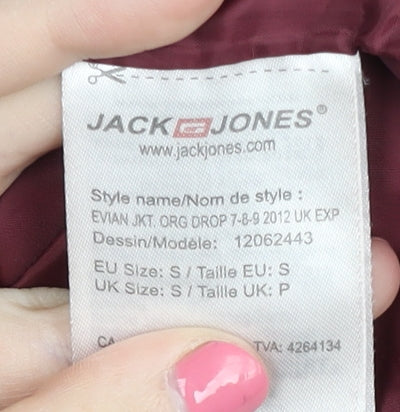 JACK JONES®
www.jackjones.com
Style name/Nom de style :
EVIAN JKT. ORG DROP 7-8-9 2012 UK EXP
Dessin/Modèle: 12062443
EU Size: S / Taille EU: S
UK Size: S / Taille UK: P
CA TVA: 4264134